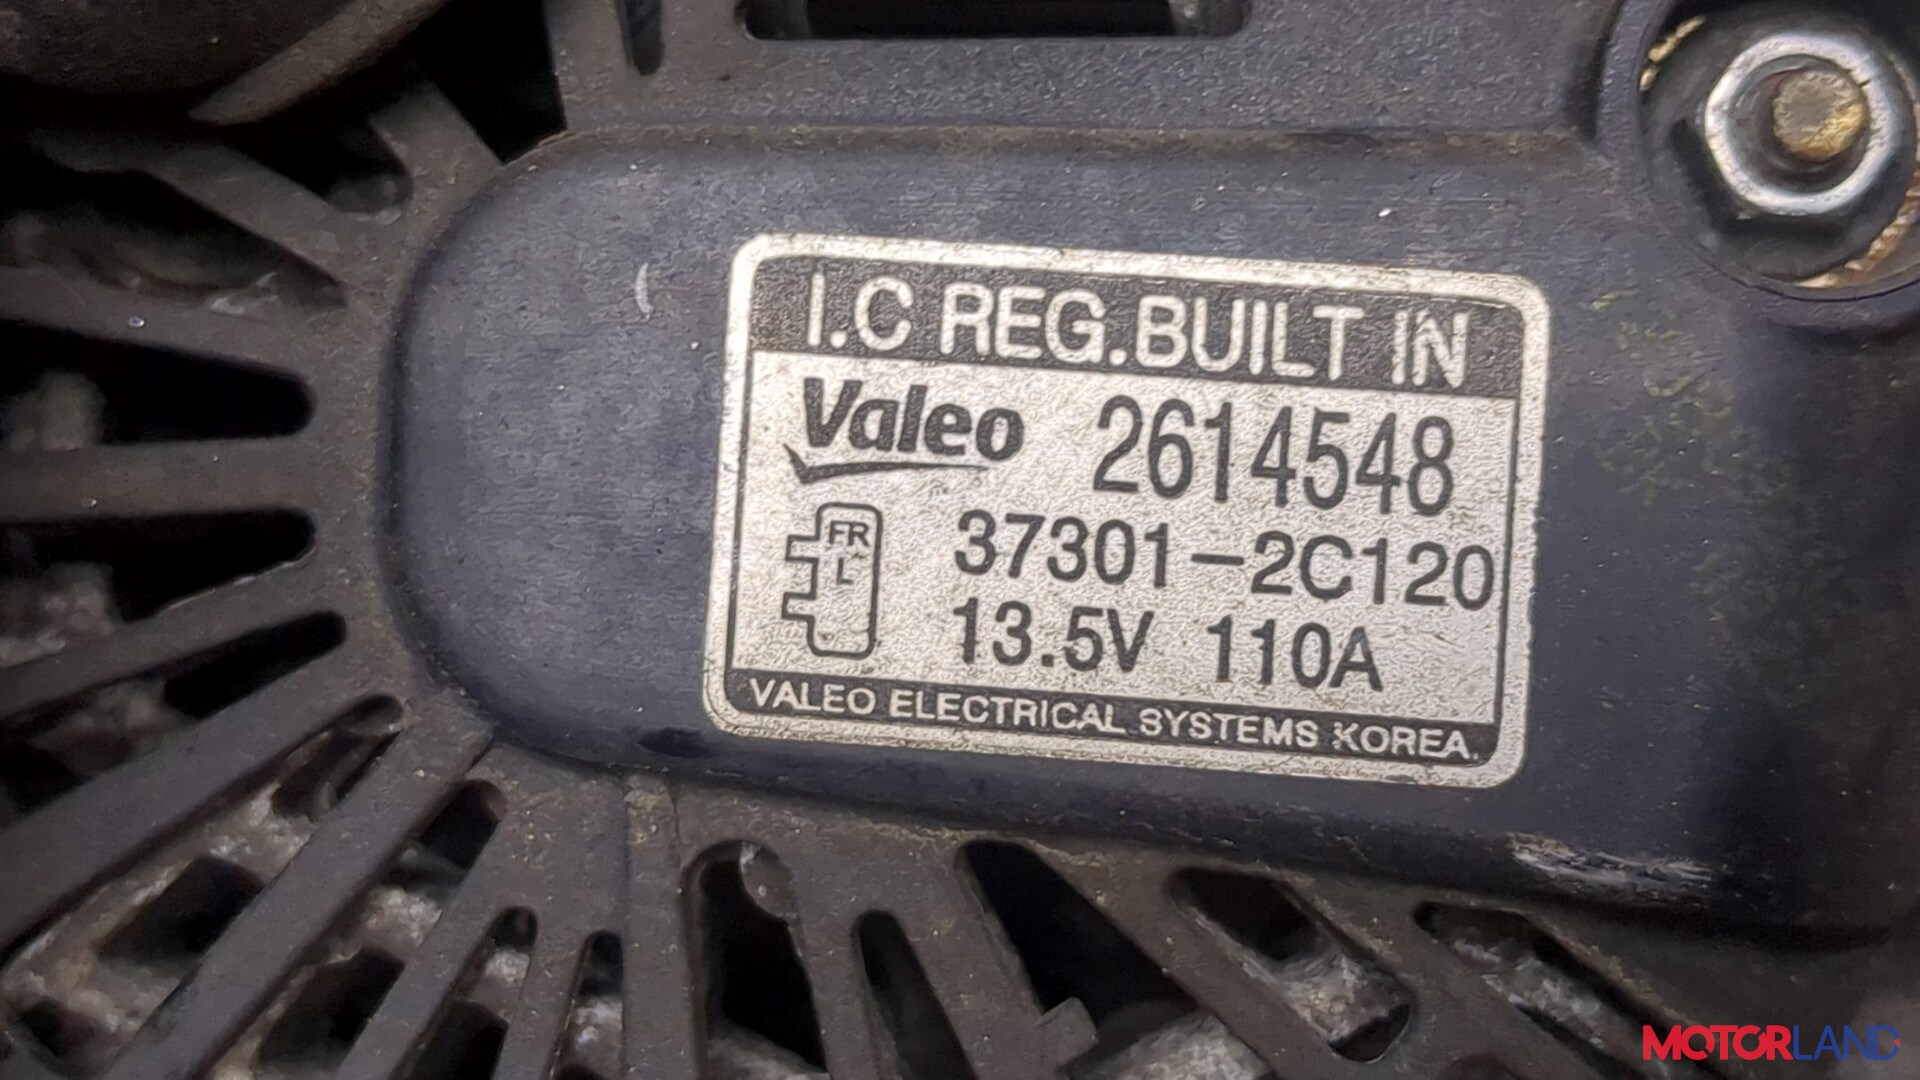 I.C REG.BUILT IN
Valeo 2614548
FR
L
37301-2C120
13.5V 110A
VALEO ELECTRICAL SYSTEMS KOREA.
MOTORLAND